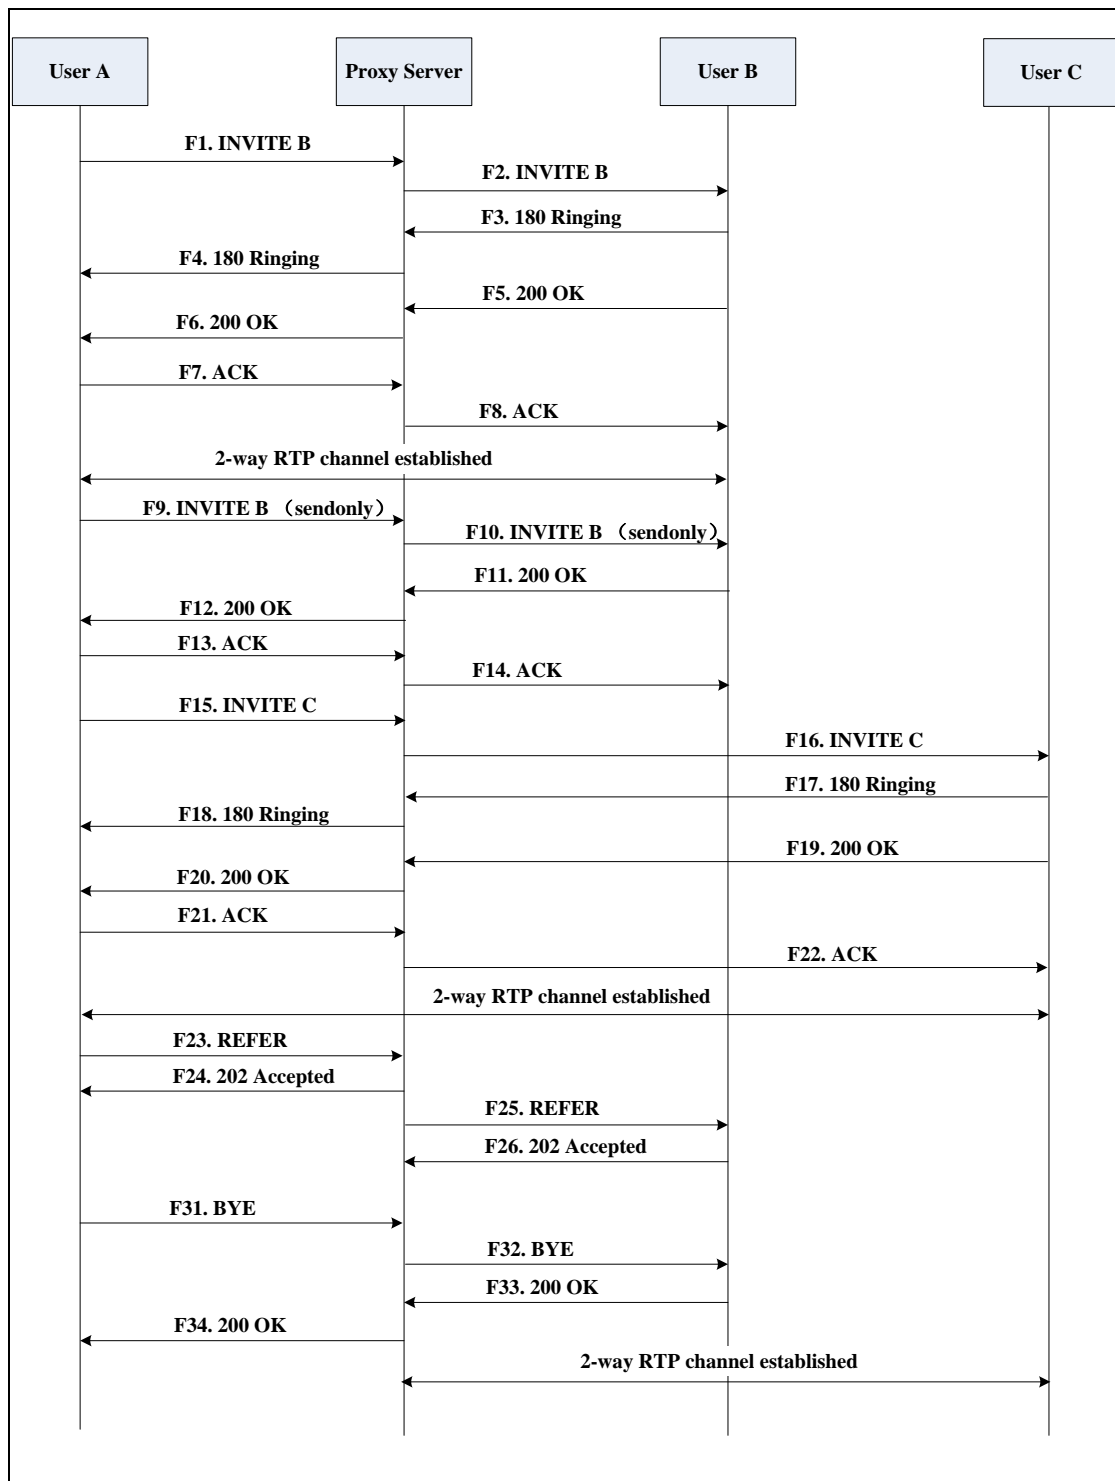 User A
Proxy Server
User B
User C
F1. INVITE B
F2. INVITE B
F3. 180 Ringing
F4. 180 Ringing
F5. 200 OK
F6. 200 OK
F7. ACK
F8. ACK
2-way RTP channel established
F9. INVITE B （sendonly）
F10. INVITE B （sendonly）
F11. 200 OK
F12. 200 OK
F13. ACK
F14. ACK
F15. INVITE C
F16. INVITE C
F17. 180 Ringing
F18. 180 Ringing
F19. 200 OK
F20. 200 OK
F21. ACK
F22. ACK
2-way RTP channel established
F23. REFER
F24. 202 Accepted
F25. REFER
F26. 202 Accepted
F31. BYE
F32. BYE
F33. 200 OK
F34. 200 OK
2-way RTP channel established